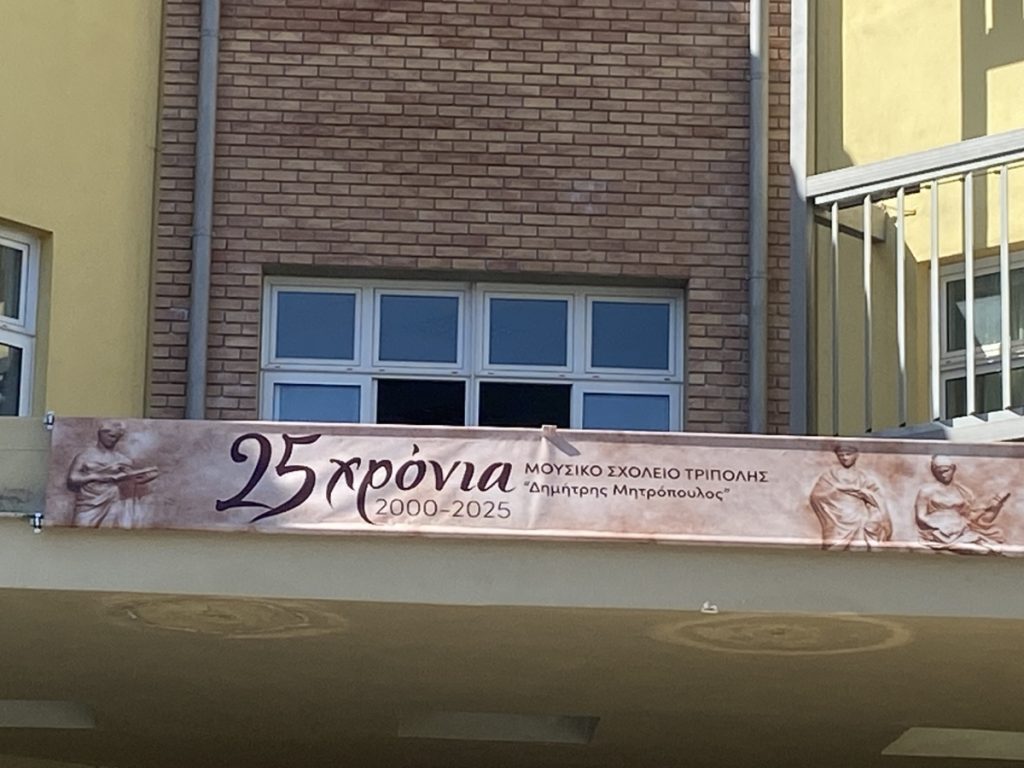 25 χρόνια
2000-2025
ΜΟΥΣΙΚΟ ΣΧΟΛΕΙΟ ΤΡΙΠΟΛΗΣ
"Δημήτρης Μητρόπουλος"